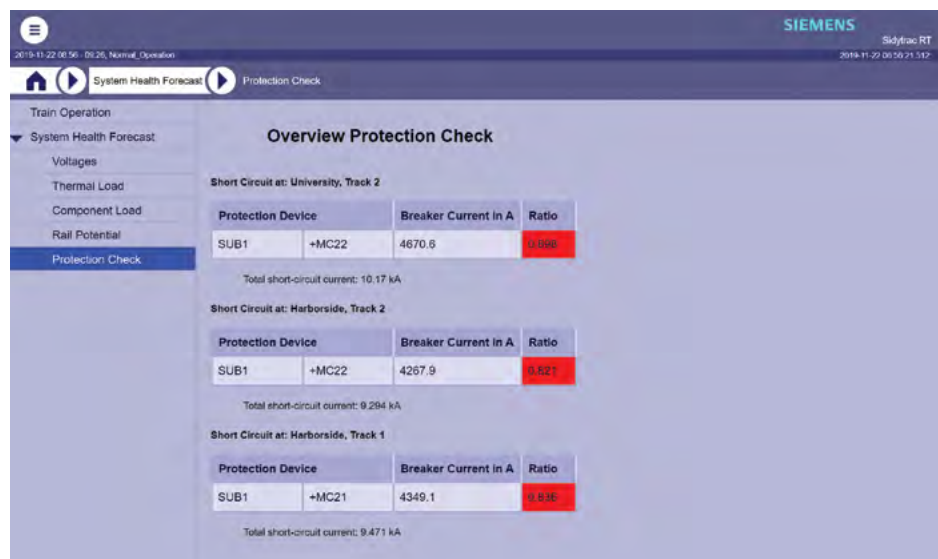 SIEMENS
Sidytrac RT
2019-11-22 08:56 - 09:26, Normal_Operation
2019-11-22 08:56:21.512
System Health Forecast
Protection Check
Train Operation
System Health Forecast
Voltages
Thermal Load
Component Load
Rail Potential
Protection Check
Overview Protection Check
Short Circuit at: University, Track 2
Protection Device Breaker Current in A Ratio
SUB1 +MC22 4670.6
Total short-circuit current: 10.17 kA
Short Circuit at: Harborside, Track 2
Protection Device Breaker Current in A Ratio
SUB1 +MC22 4267.9 0.821
Total short-circuit current: 9.294 kA
Short Circuit at: Harborside, Track 1
Protection Device Breaker Current in A Ratio
SUB1 +MC21 4349.1 0.836
Total short-circuit current: 9.471 kA